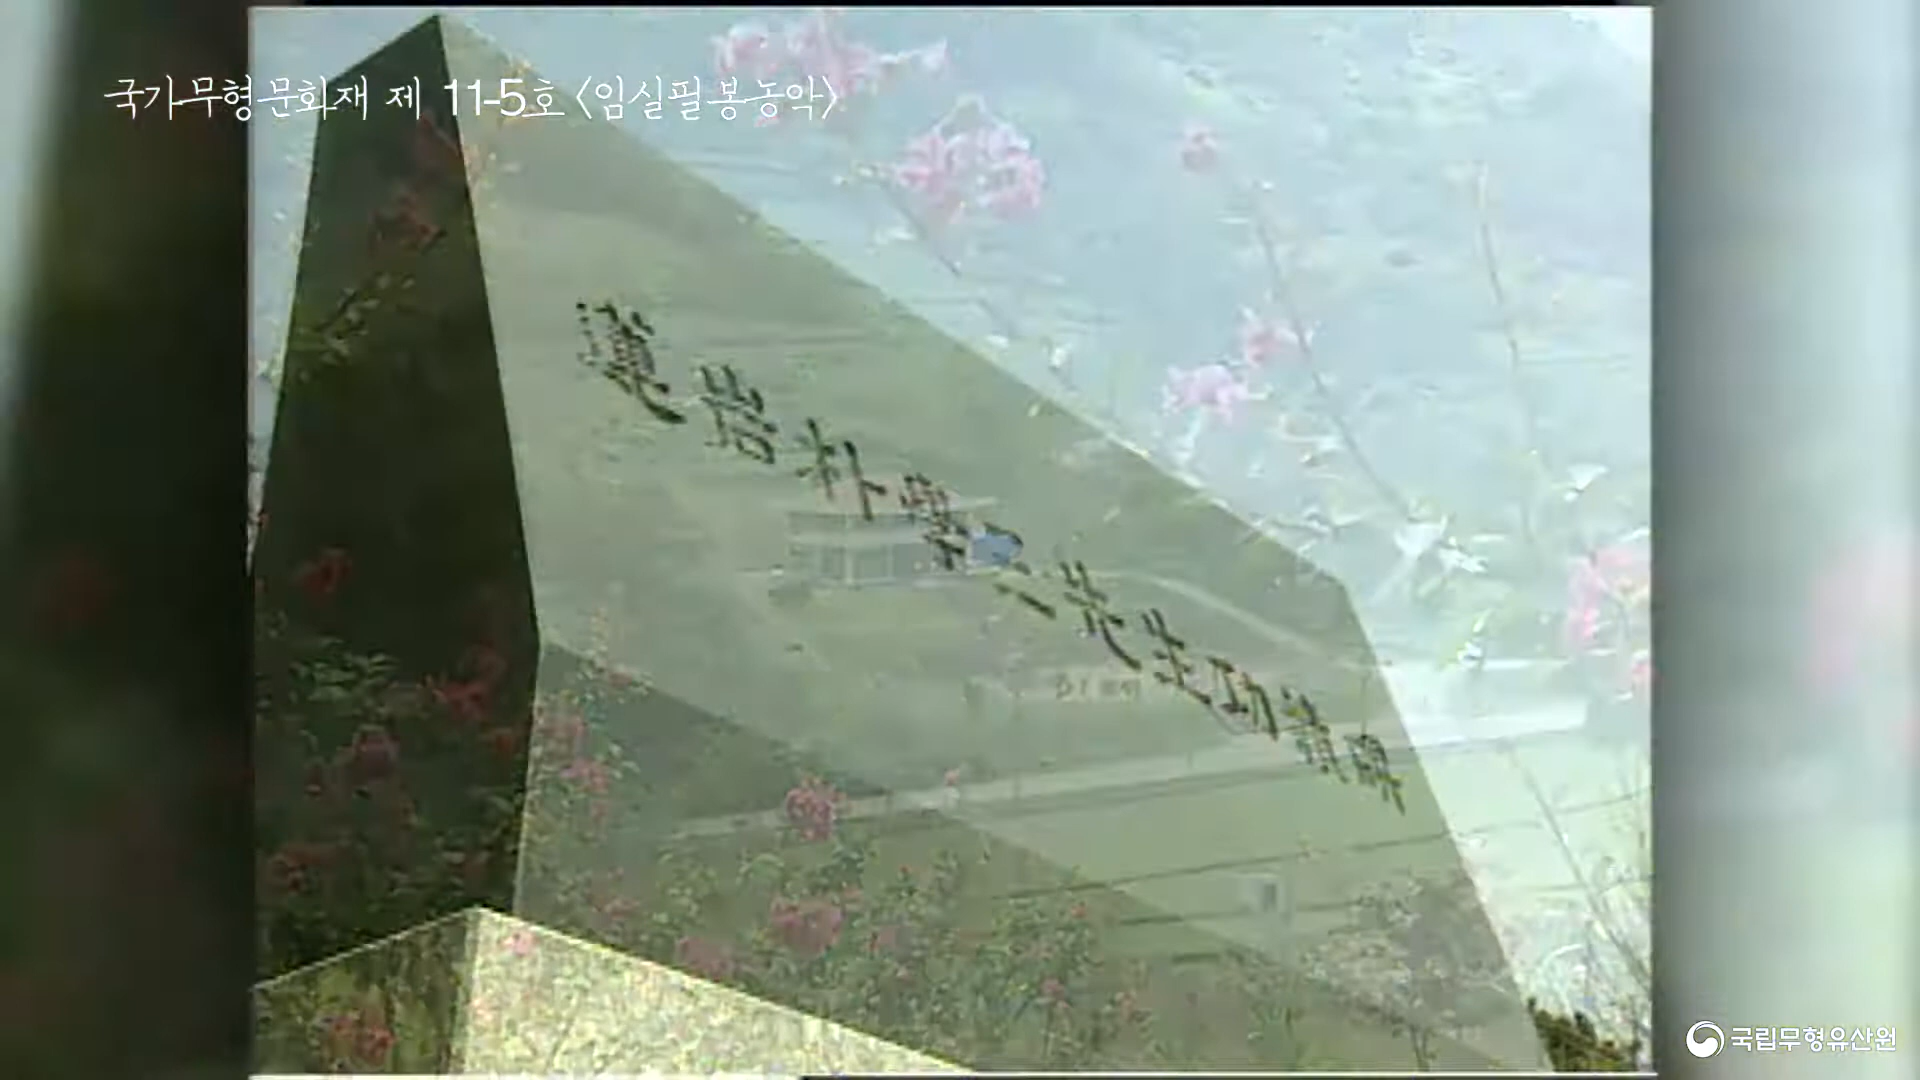 국가무형문화재 제 11-5호 〈임실필봉농악〉
岩朴 先生功績碑
국립무형유산원